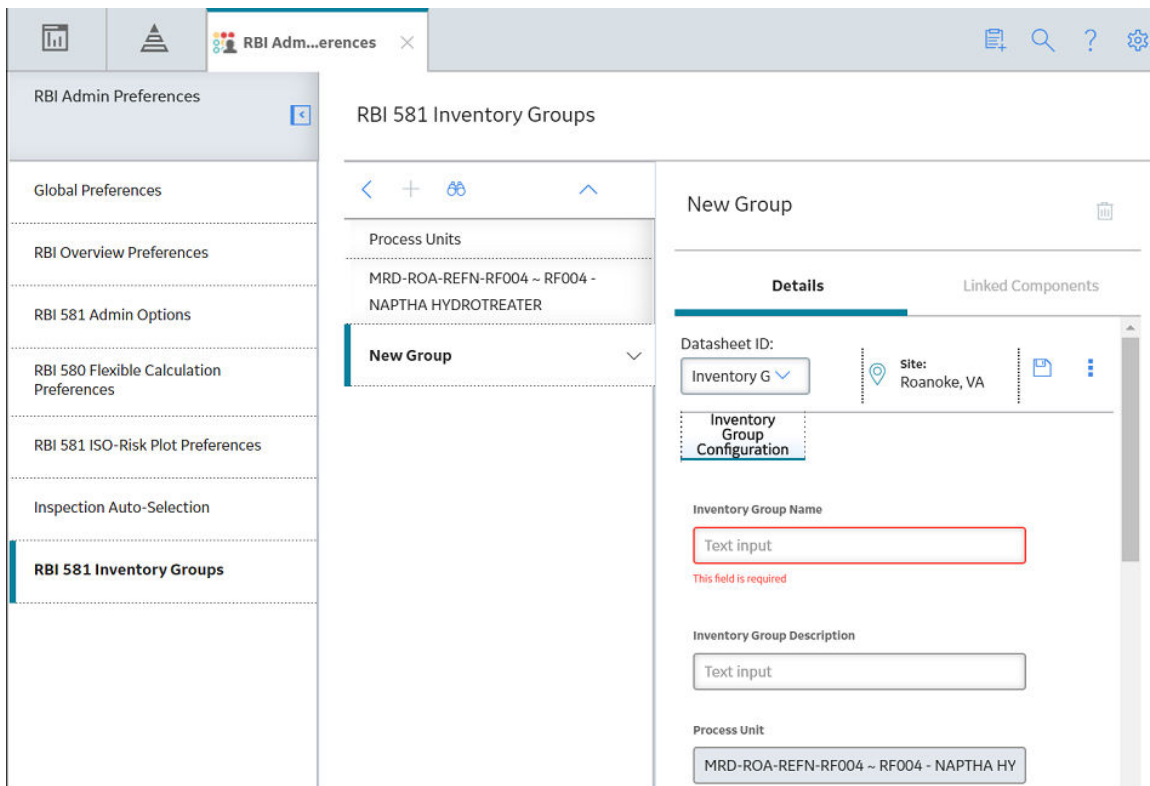 RBI Adm...erences
RBI Admin Preferences
Global Preferences
RBI Overview Preferences
RBI 581 Admin Options
RBI 580 Flexible Calculation
Preferences
RBI 581 ISO-Risk Plot Preferences
Inspection Auto-Selection
RBI 581 Inventory Groups
RBI 581 Inventory Groups
Process Units
MRD-ROA-REFN-RF004 ~ RF004 -
NAPTHA HYDROTREATER
New Group
New Group
Details Linked Components
Datasheet ID:
Inventory G
Site:
Roanoke, VA
Inventory
Group
Configuration
Inventory Group Name
Text input
This field is required
Inventory Group Description
Text input
Process Unit
MRD-ROA-REFN-RF004 ~ RF004 - NAPTHA HY